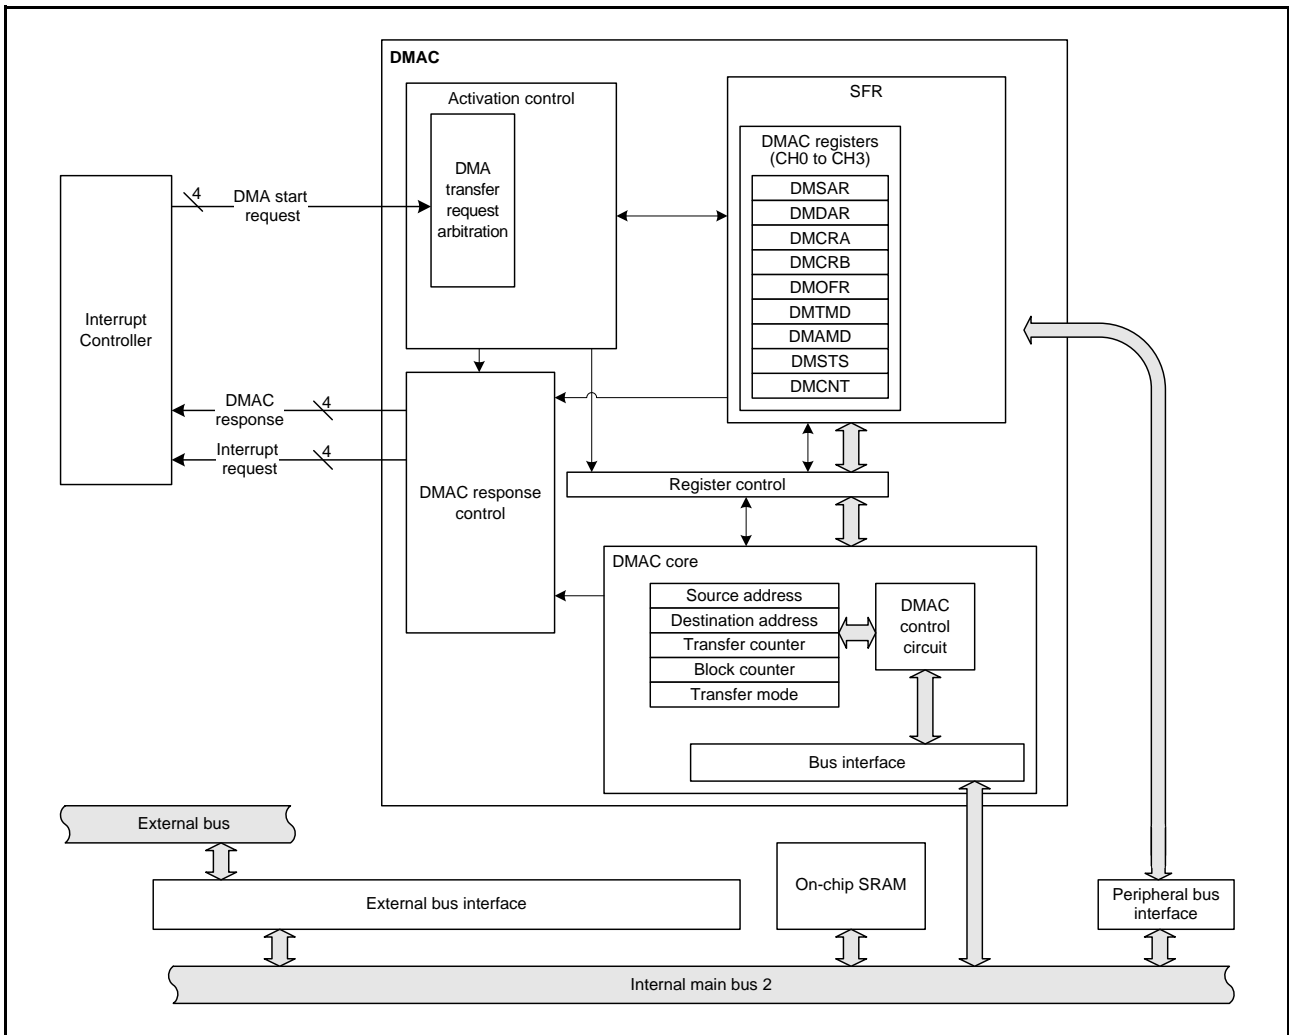 DMAC
Activation control
DMA
transfer
request
arbitration
SFR
DMAC registers
(CH0 to CH3)
DMSAR
DMDAR
DMCRA
DMCRB
DMOFR
DMTMD
DMAMD
DMSTS
DMCNT
4
DMA start
request
Interrupt
Controller
DMAC
response
4
Interrupt
request
4
DMAC response
control
Register control
DMAC core
Source address
Destination address
Transfer counter
Block counter
Transfer mode
DMAC
control
circuit
Bus interface
External bus
External bus interface
On-chip SRAM
Peripheral bus
interface
Internal main bus 2